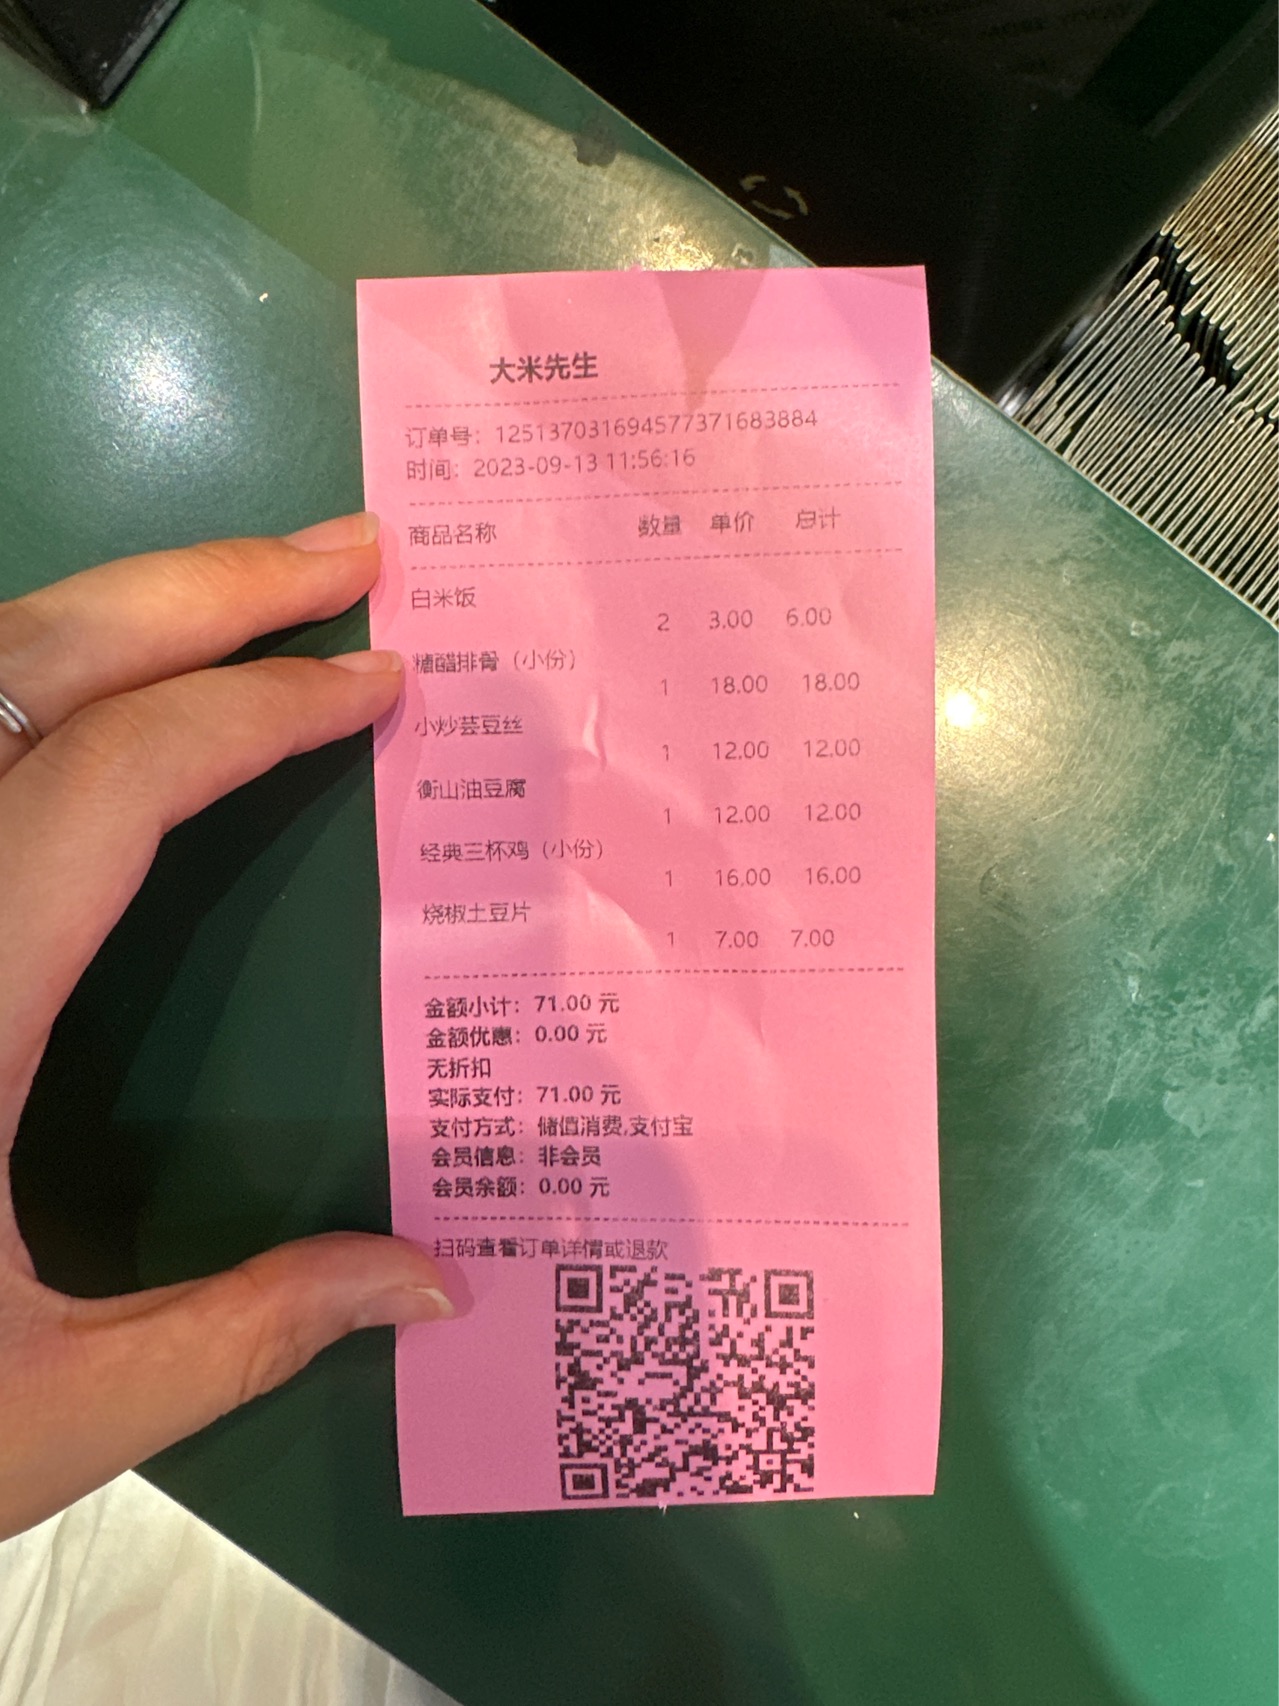 大米先生
订单号：1251370316945773716838​84
时间：2023-09-13 11:56:16
商品名称 数量 单价 总计
白米饭
2 3.00 6.00
糖醋排骨（小份）
1 18.00 18.00
小炒芸豆丝
1 12.00 12.00
衡山油豆腐
1 12.00 12.00
经典三杯鸡（小份）
1 16.00 16.00
烧椒土豆片
1 7.00 7.00
金额小计：71.00 元
金额优惠：0.00 元
无折扣
实际支付：71.00 元
支付方式：储值消费,支付宝
会员信息：非会员
会员余额：0.00 元
扫码查看订单详情或退款